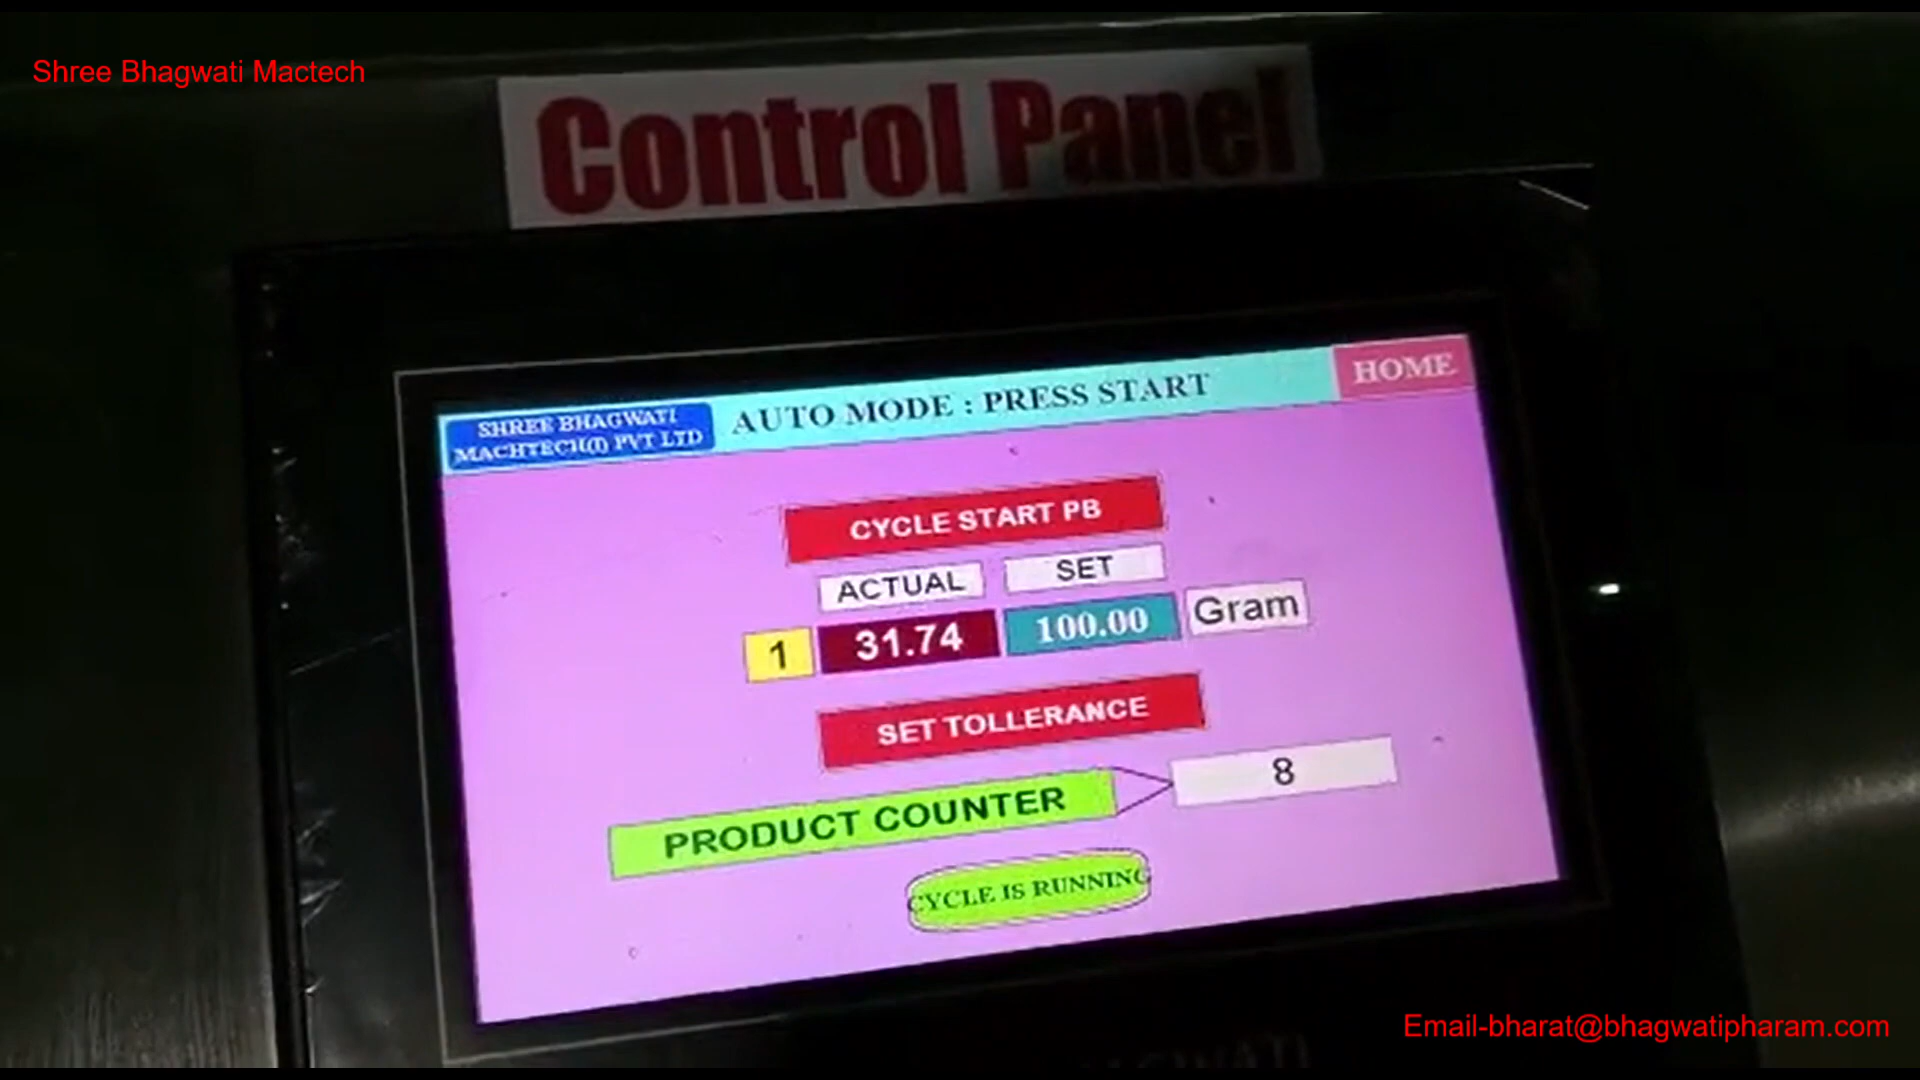 Shree Bhagwati Mactech
Control Panel
SHREE BHAGWATI
MACHTECH(I) PVT LTD
AUTO MODE : PRESS START
HOME
CYCLE START PB
ACTUAL
SET
1
31.74
100.00
Gram
SET TOLLERANCE
PRODUCT COUNTER
8
CYCLE IS RUNNING
Email-bharat@bhagwatipharam.com